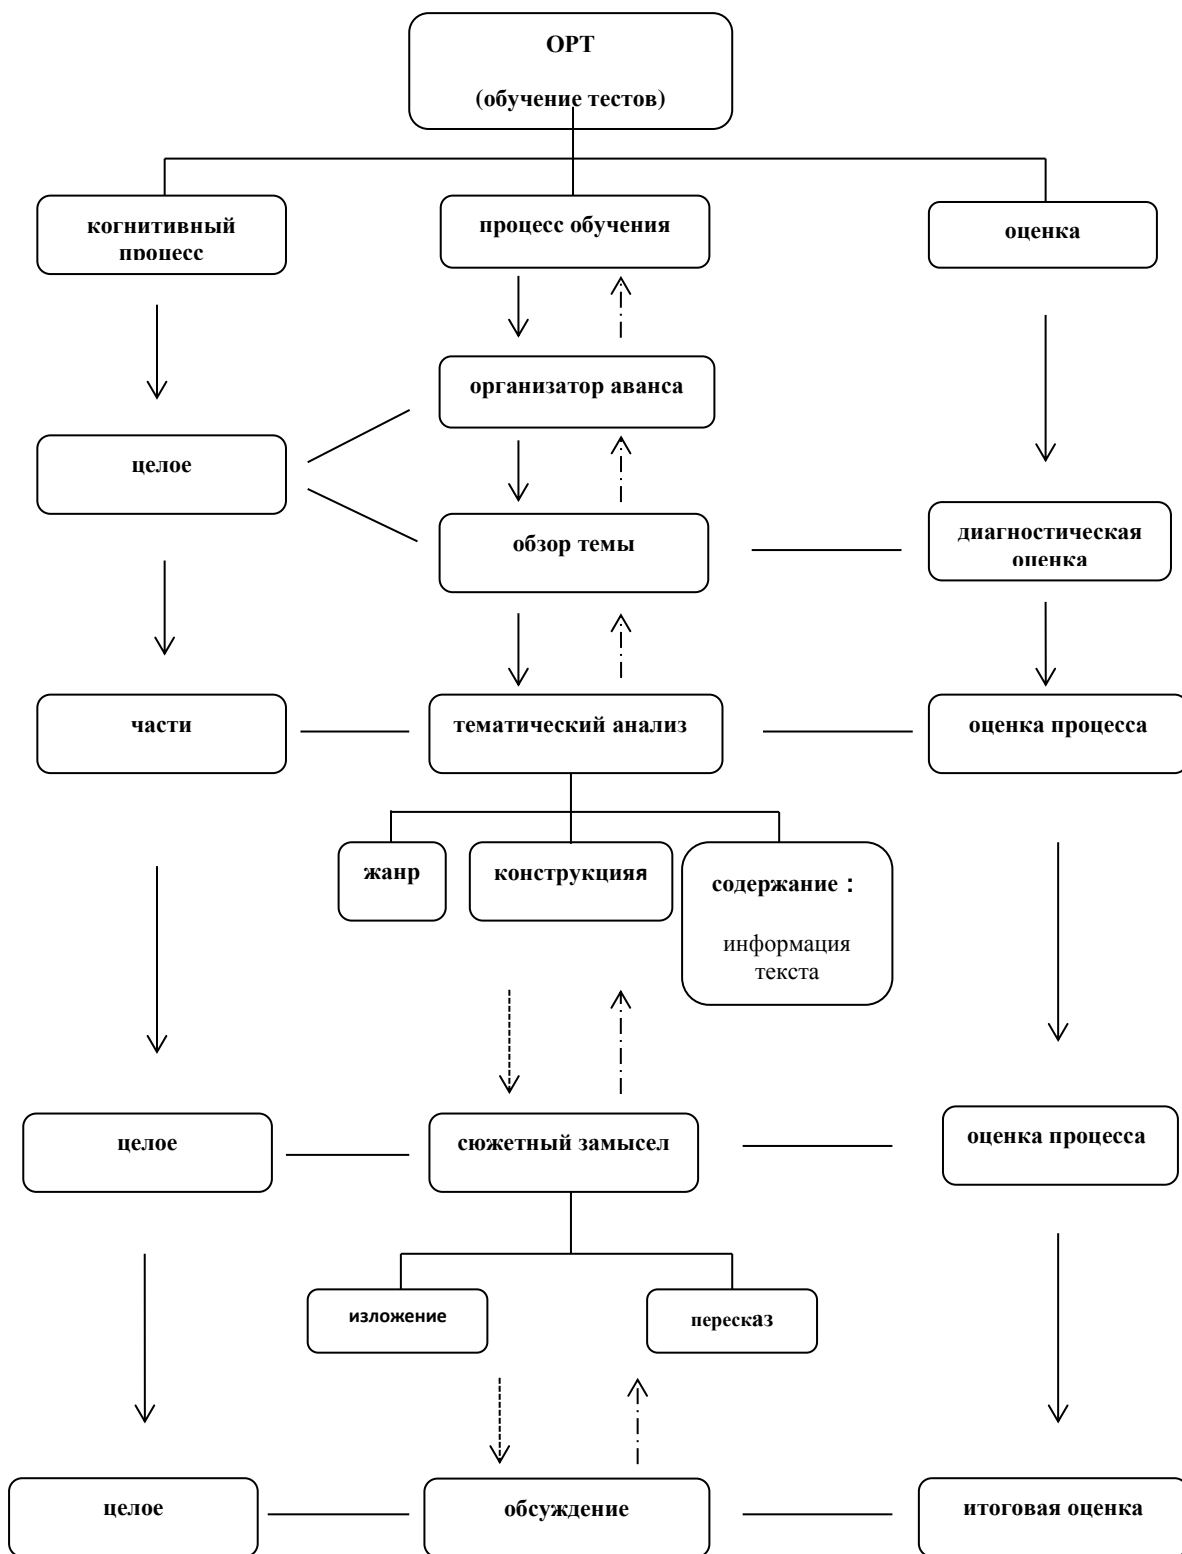 ОРТ
(обучение тестов)
когнитивный
процесс
процесс обучения
оценка
организатор аванса
целое
обзор темы
диагностическая
оценка
части
тематический анализ
оценка процесса
жанр
конструкцияя
содержание :
информация
текста
целое
сюжетный замысел
оценка процесса
изложение
пересказ
целое
обсуждение
итоговая оценка